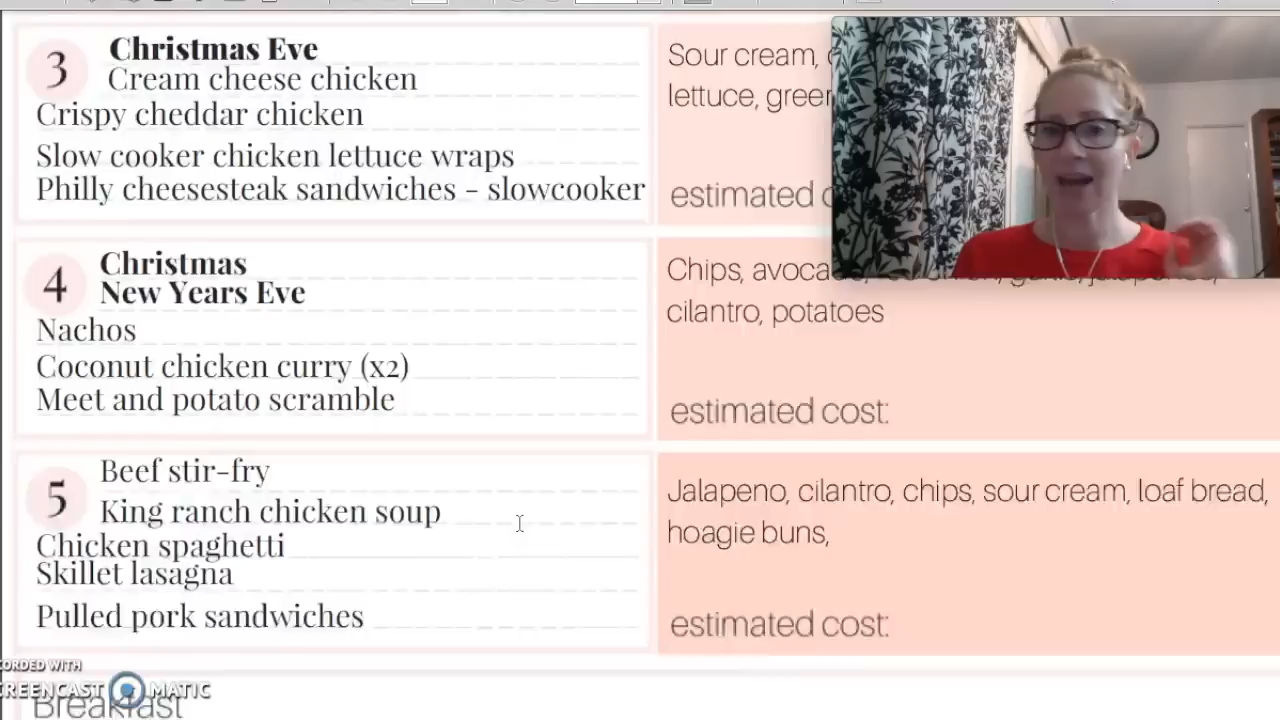 3
Christmas Eve
Cream cheese chicken
Crispy cheddar chicken
Slow cooker chicken lettuce wraps
Philly cheesesteak sandwiches - slowcooker
Sour cream,
lettuce, green
estimated
4
Christmas
New Years Eve
Nachos
Coconut chicken curry (x2)
Meet and potato scramble
Chips,
cilantro, potatoes
estimated cost:
5
Beef stir-fry
King ranch chicken soup
Chicken spaghetti
Skillet lasagna
Pulled pork sandwiches
Jalapeno, cilantro, chips, sour cream, loaf bread,
hoagie buns,
estimated cost:
CORDED WITH
CREENCAST MATIC
Breakfast